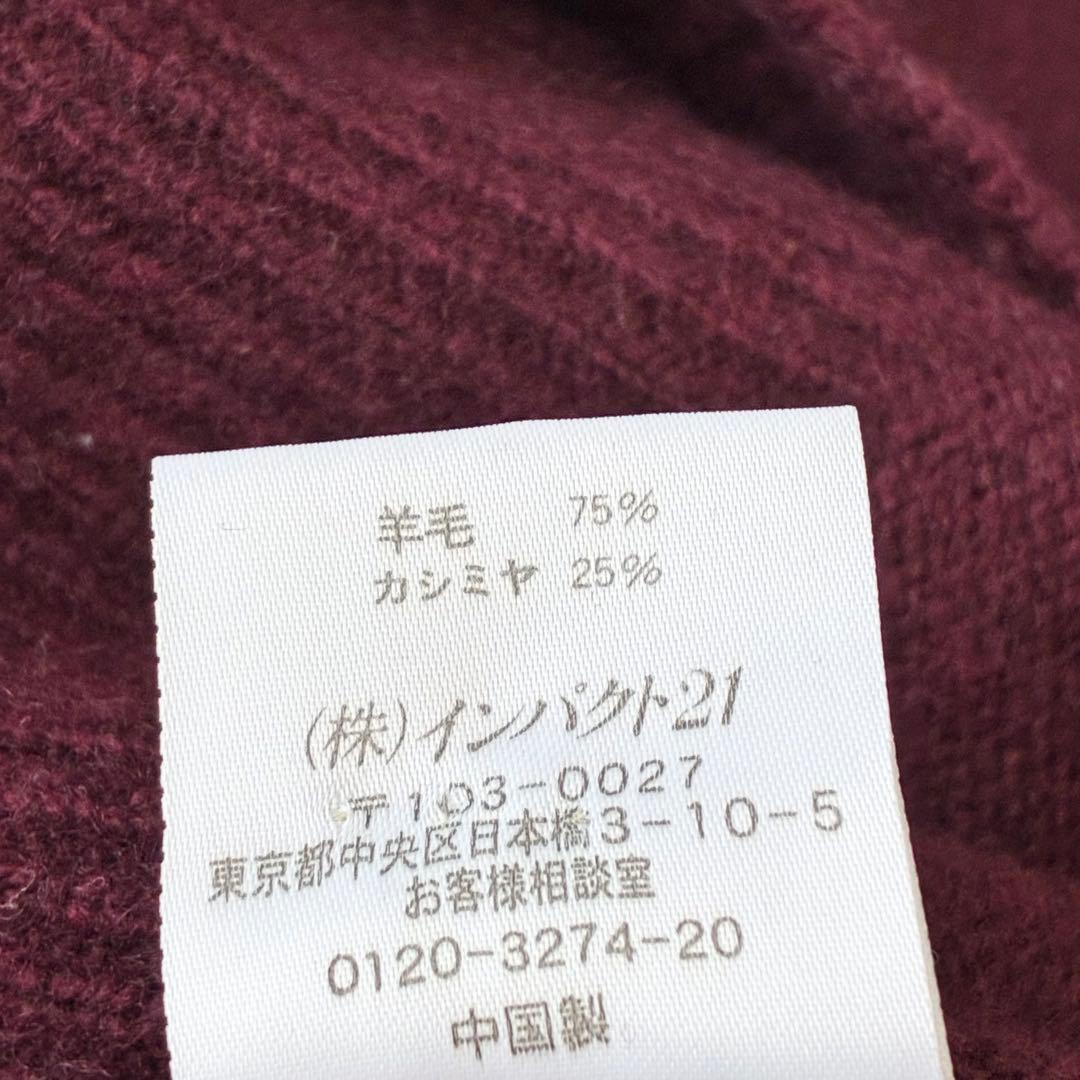 羊毛 75%
カシミヤ 25%
(株)インパクト21
〒103-0027
東京都中央区日本橋3-10-5
お客様相談室
0120-3274-20
中国製